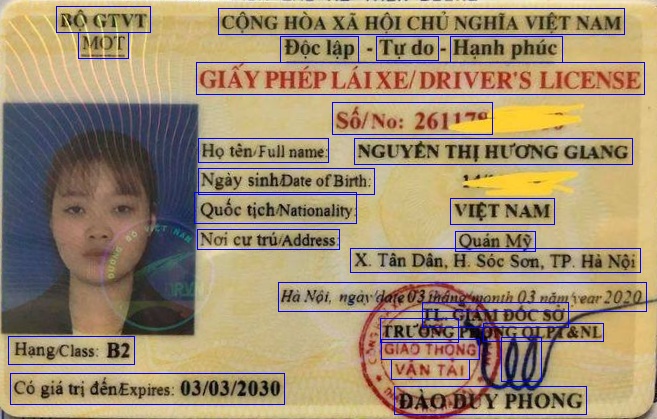 BỘ GTVT
MOT
CỘNG HÒA XÃ HỘI CHỦ NGHĨA VIỆT NAM
Độc lập - Tự do - Hạnh phúc
GIẤY PHÉP LÁI XE/DRIVER'S LICENSE
Số/No: 261178
Họ tên/Full name: NGUYỄN THỊ HƯƠNG GIANG
Ngày sinh/Date of Birth: 14/
Quốc tịch/Nationality: VIỆT NAM
Nơi cư trú/Address: Quán Mỹ
X. Tân Dân, H. Sóc Sơn, TP. Hà Nội
Hà Nội, ngày/date 03 tháng/month 03 năm/year 2020
TL. GIÁM ĐỐC SỞ
TRƯỞNG PHÒNG QLPT&NL
GIAO THÔNG
VẬN TẢI
Hạng/Class: B2
Có giá trị đến/Expires: 03/03/2030
ĐÀO DUY PHONG